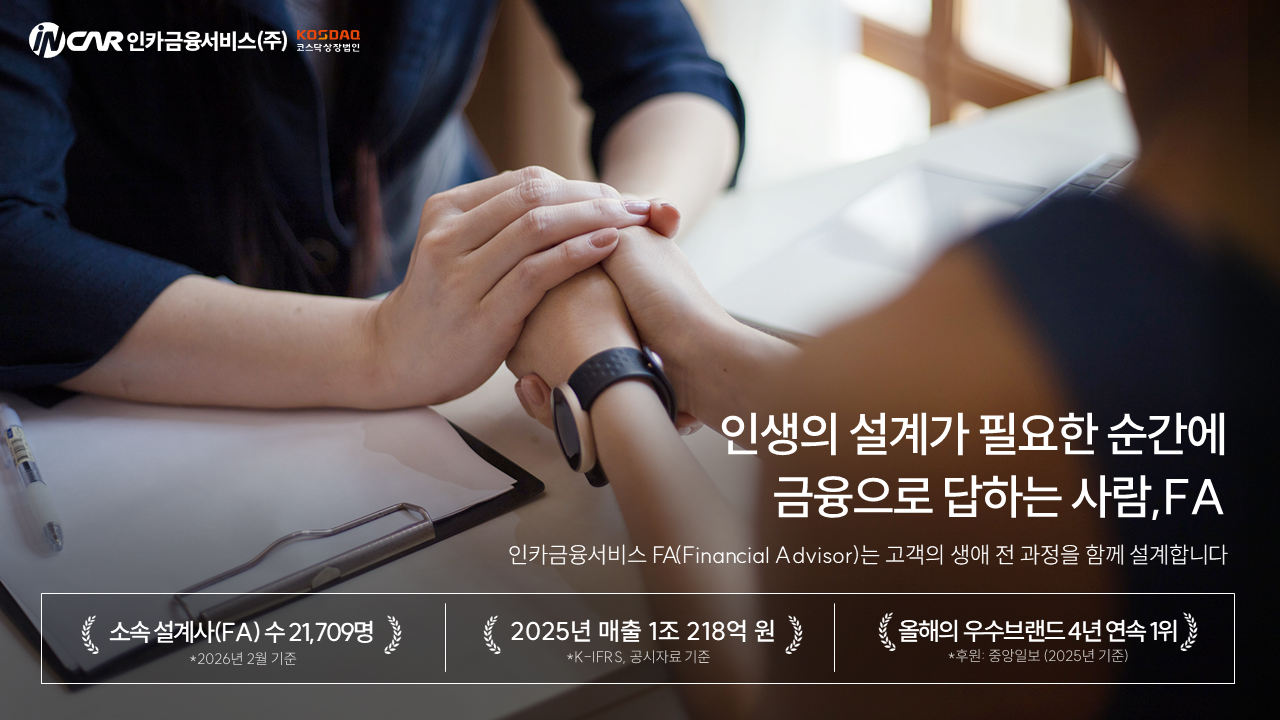 iNCAR 인카금융서비스(주) KOSDAQ
코스닥상장법인
인생의 설계가 필요한 순간에
금융으로 답하는 사람,FA
인카금융서비스 FA(Financial Advisor)는 고객의 생애 전 과정을 함께 설계합니다
소속 설계사(FA) 수 21,709명
*2026년 2월 기준
2025년 매출 1조 218억 원
*K-IFRS, 공시자료 기준
올해의 우수브랜드 4년 연속 1위
*후원: 중앙일보 (2025년 기준)